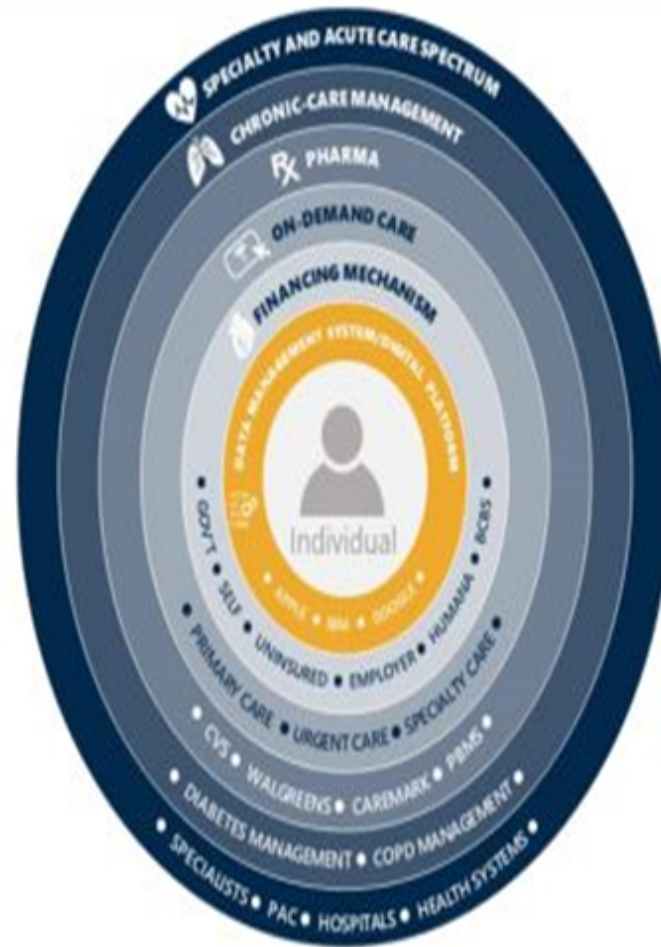 SPECIALTY AND ACUTE CARE SPECTRUM
CHRONIC-CARE MANAGEMENT
Rx PHARMA
ON-DEMAND CARE
FINANCING MECHANISM
DATA MANAGEMENT SYSTEM/DIGITAL PLATFORM
Individual
• APPLE • IBM • GOOGLE •
• GOV'T • SELF • UNINSURED • EMPLOYER • HUMANA • BCBS •
• PRIMARY CARE • URGENT CARE • SPECIALTY CARE •
• CVS • WALGREENS • CAREMARK • PBMS •
• DIABETES MANAGEMENT • COPD MANAGEMENT •
• SPECIALISTS • PAC • HOSPITALS • HEALTH SYSTEMS •